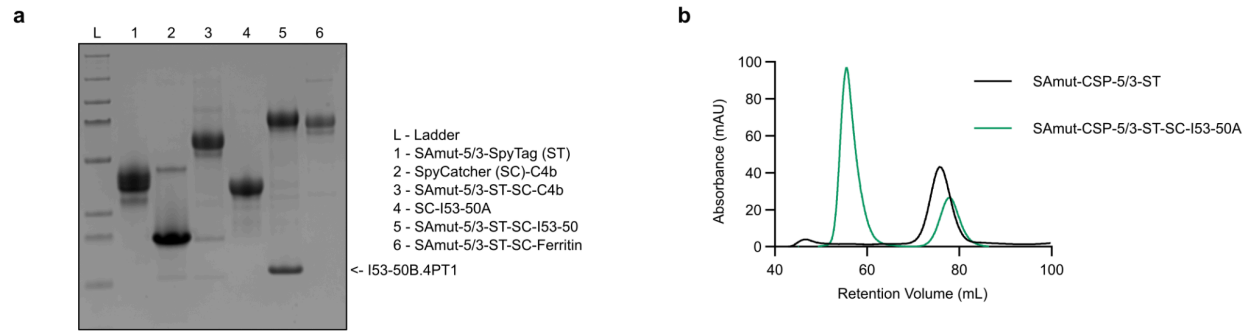 a
L 1 2 3 4 5 6
L - Ladder
1 - SAmut-5/3-SpyTag (ST)
2 - SpyCatcher (SC)-C4b
3 - SAmut-5/3-ST-SC-C4b
4 - SC-I53-50A
5 - SAmut-5/3-ST-SC-I53-50
6 - SAmut-5/3-ST-SC-Ferritin
<- I53-50B.4PT1
b
Absorbance (mAU)
100
80
60
40
20
0
40 60 80 100
Retention Volume (mL)
SAmut-CSP-5/3-ST
SAmut-CSP-5/3-ST-SC-I53-50A